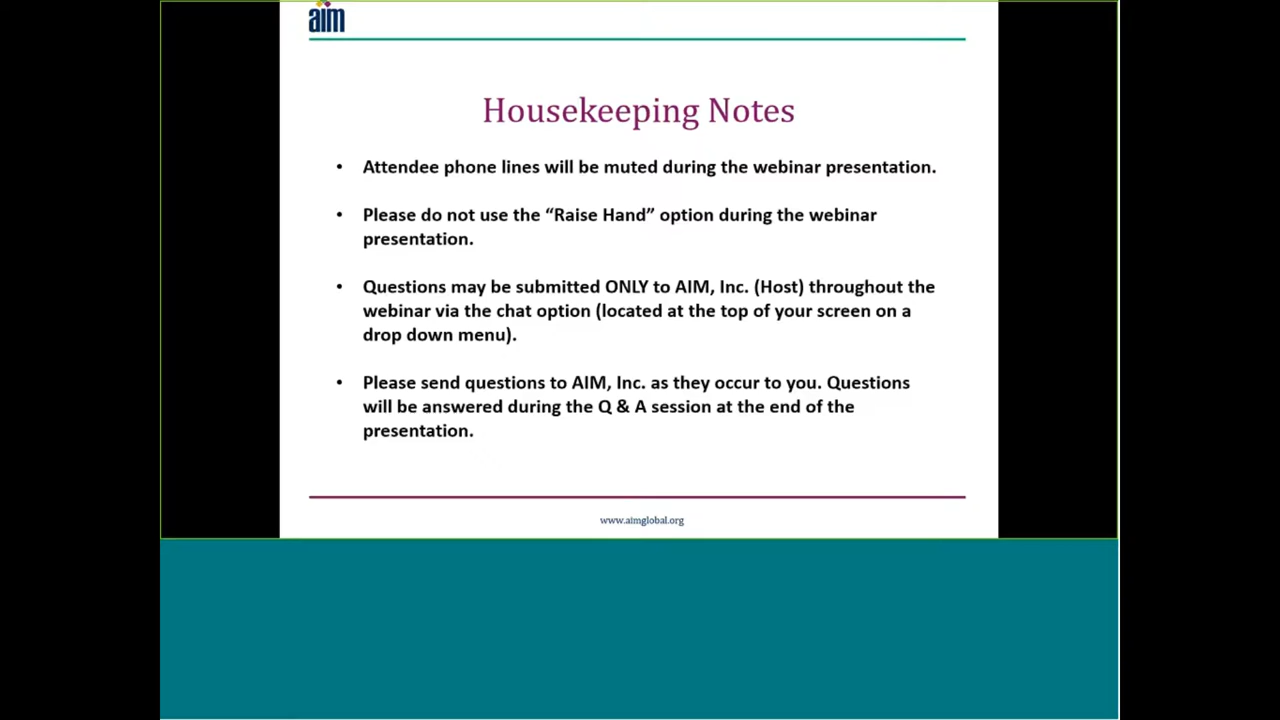 aim
Housekeeping Notes
• Attendee phone lines will be muted during the webinar presentation.
• Please do not use the “Raise Hand” option during the webinar
presentation.
• Questions may be submitted ONLY to AIM, Inc. (Host) throughout the
webinar via the chat option (located at the top of your screen on a
drop down menu).
• Please send questions to AIM, Inc. as they occur to you. Questions
will be answered during the Q & A session at the end of the
presentation.
www.aimglobal.org